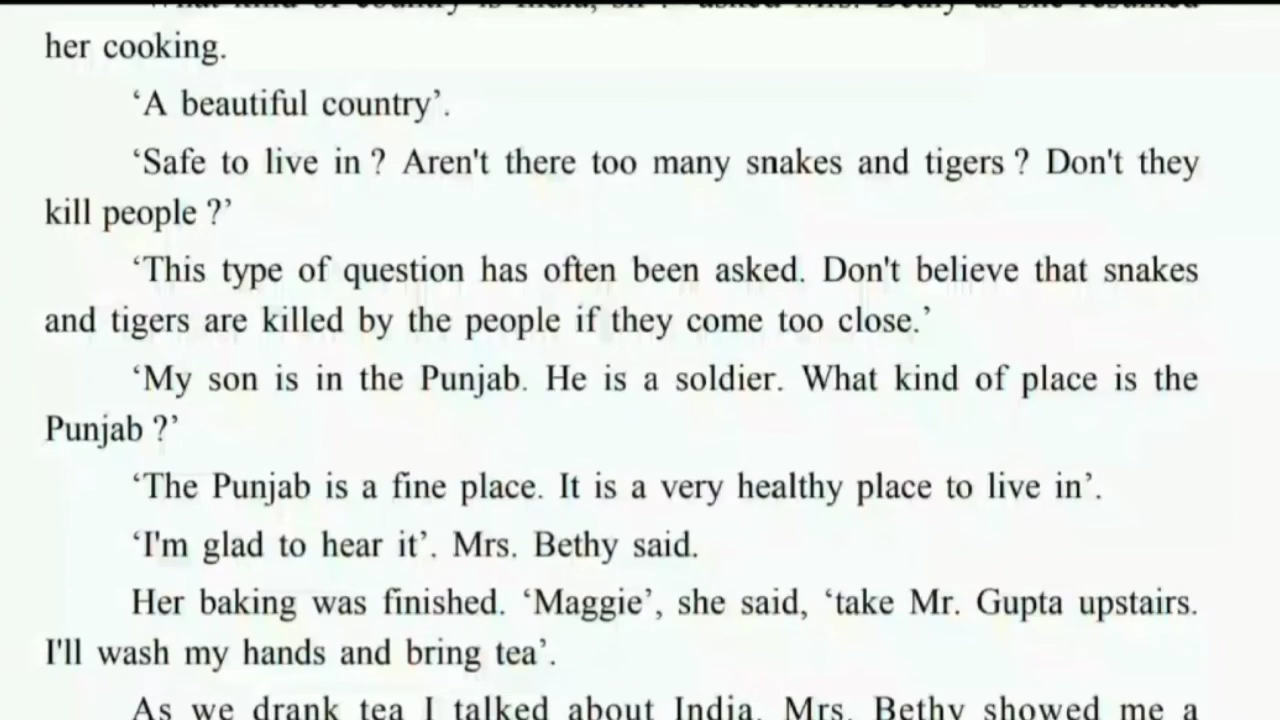 her cooking.
‘A beautiful country’.
‘Safe to live in ? Aren't there too many snakes and tigers ? Don't they
kill people ?’
‘This type of question has often been asked. Don't believe that snakes
and tigers are killed by the people if they come too close.’
‘My son is in the Punjab. He is a soldier. What kind of place is the
Punjab ?’
‘The Punjab is a fine place. It is a very healthy place to live in’.
‘I'm glad to hear it’. Mrs. Bethy said.
Her baking was finished. ‘Maggie’, she said, ‘take Mr. Gupta upstairs.
I'll wash my hands and bring tea’.
As we drank tea I talked about India. Mrs. Bethy showed me a